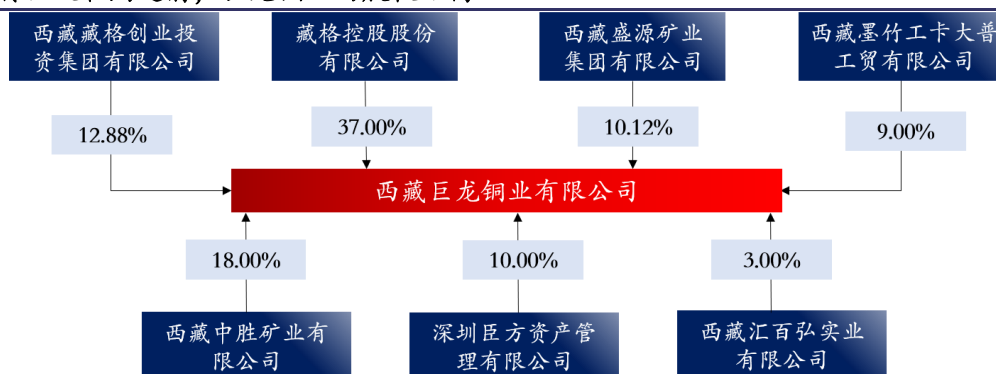 西藏藏格创业投
资集团有限公司
藏格控股股份
有限公司
西藏盛源矿业
集团有限公司
西藏墨竹工卡大普
工贸有限公司
12.88%
37.00%
10.12%
9.00%
西藏巨龙铜业有限公司
18.00%
10.00%
3.00%
西藏中胜矿业有
限公司
深圳臣方资产管
理有限公司
西藏汇百弘实业
有限公司